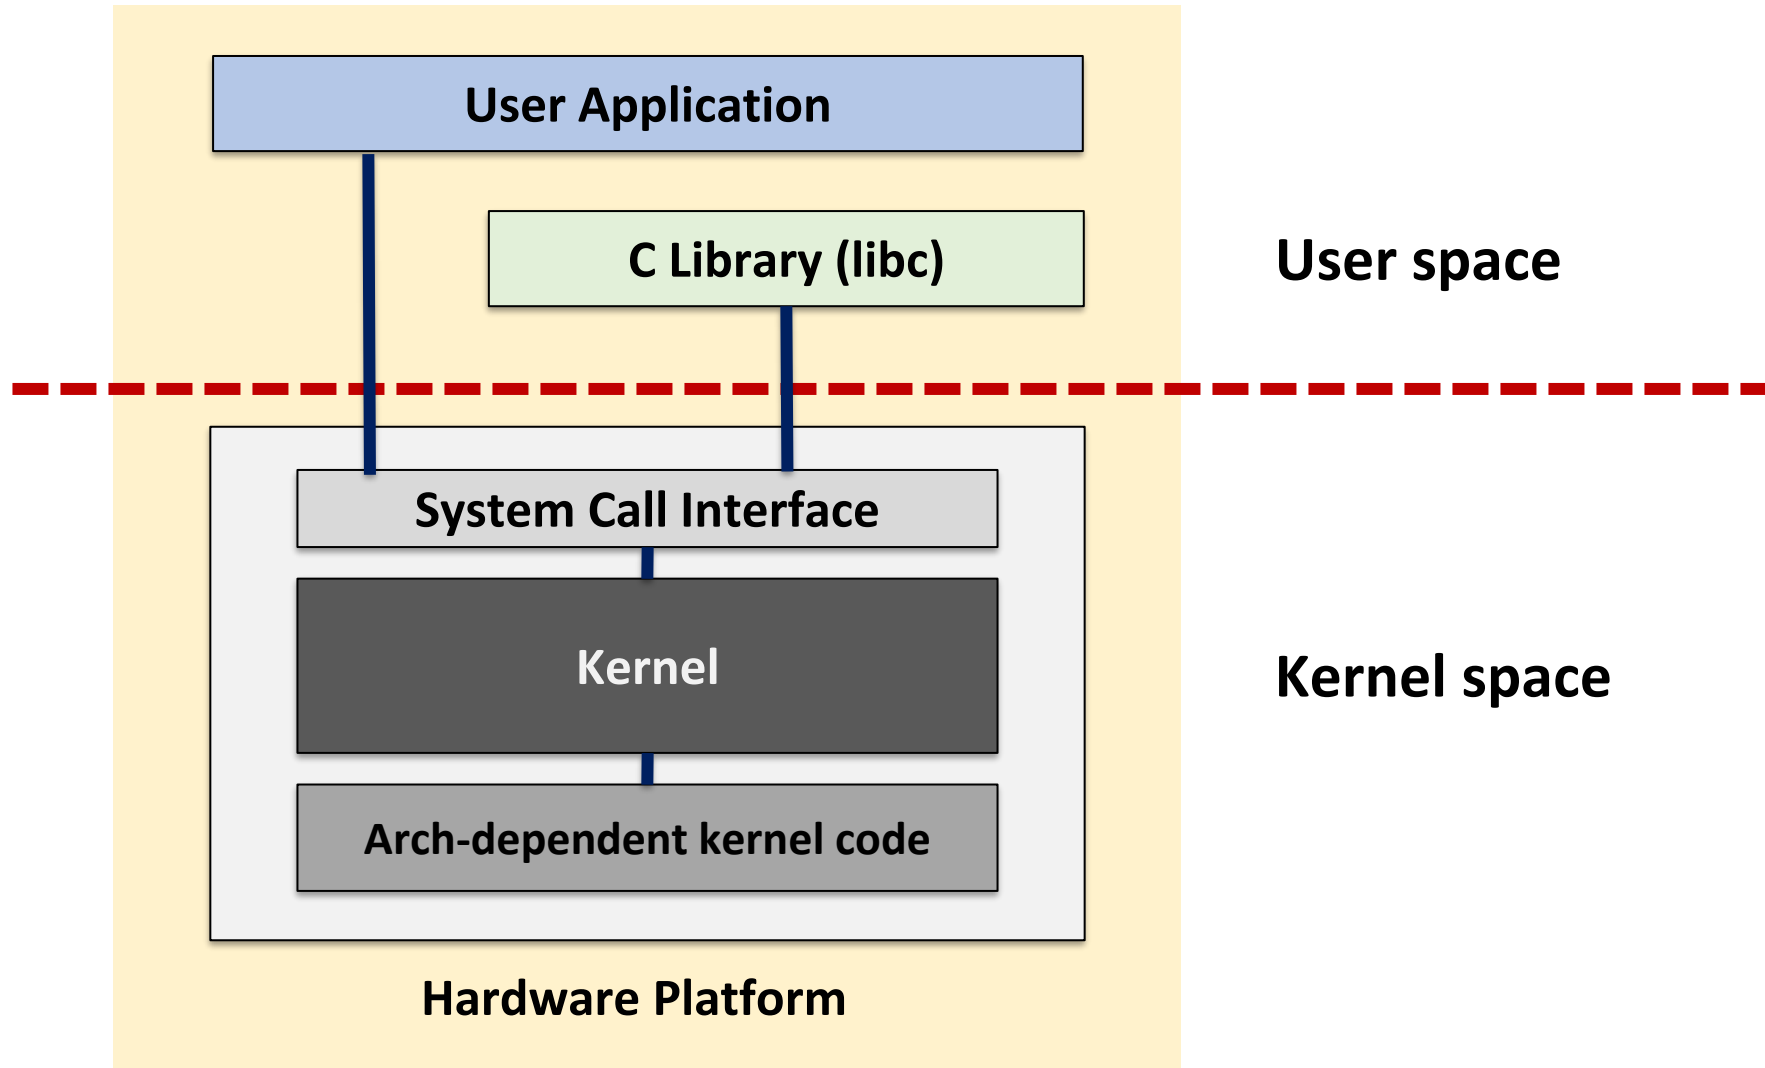 User Application
C Library (libc)
User space
System Call Interface
Kernel
Kernel space
Arch-dependent kernel code
Hardware Platform